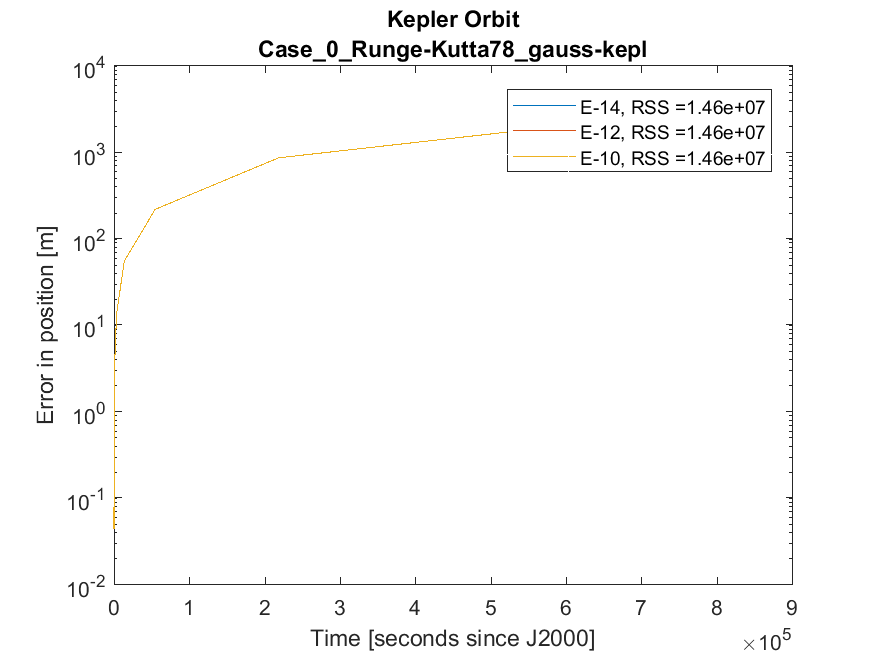 Kepler Orbit
Case_0_Runge-Kutta78_gauss-kepl
10^4
10^3
10^2
10^1
10^0
10^-1
10^-2
Error in position [m]
E-14, RSS =1.46e+07
E-12, RSS =1.46e+07
E-10, RSS =1.46e+07
0 1 2 3 4 5 6 7 8 9
Time [seconds since J2000]
×10^5